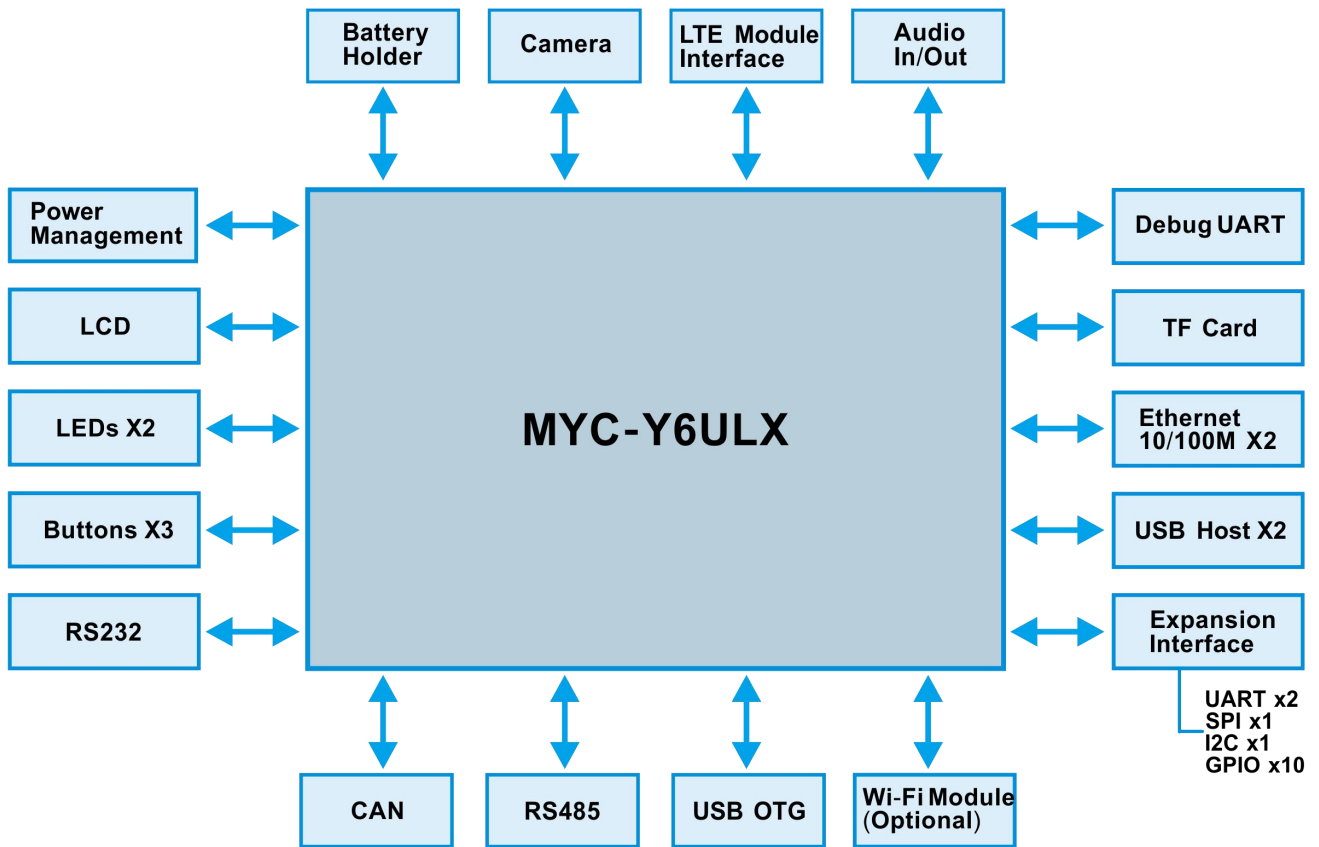 Battery
Holder
Camera
LTE Module
Interface
Audio
In/Out
Power
Management
Debug UART
LCD
TF Card
LEDs X2
MYC-Y6ULX
Ethernet
10/100M X2
Buttons X3
USB Host X2
RS232
Expansion
Interface
UART x2
SPI x1
I2C x1
GPIO x10
CAN
RS485
USB OTG
Wi-Fi Module
(Optional)